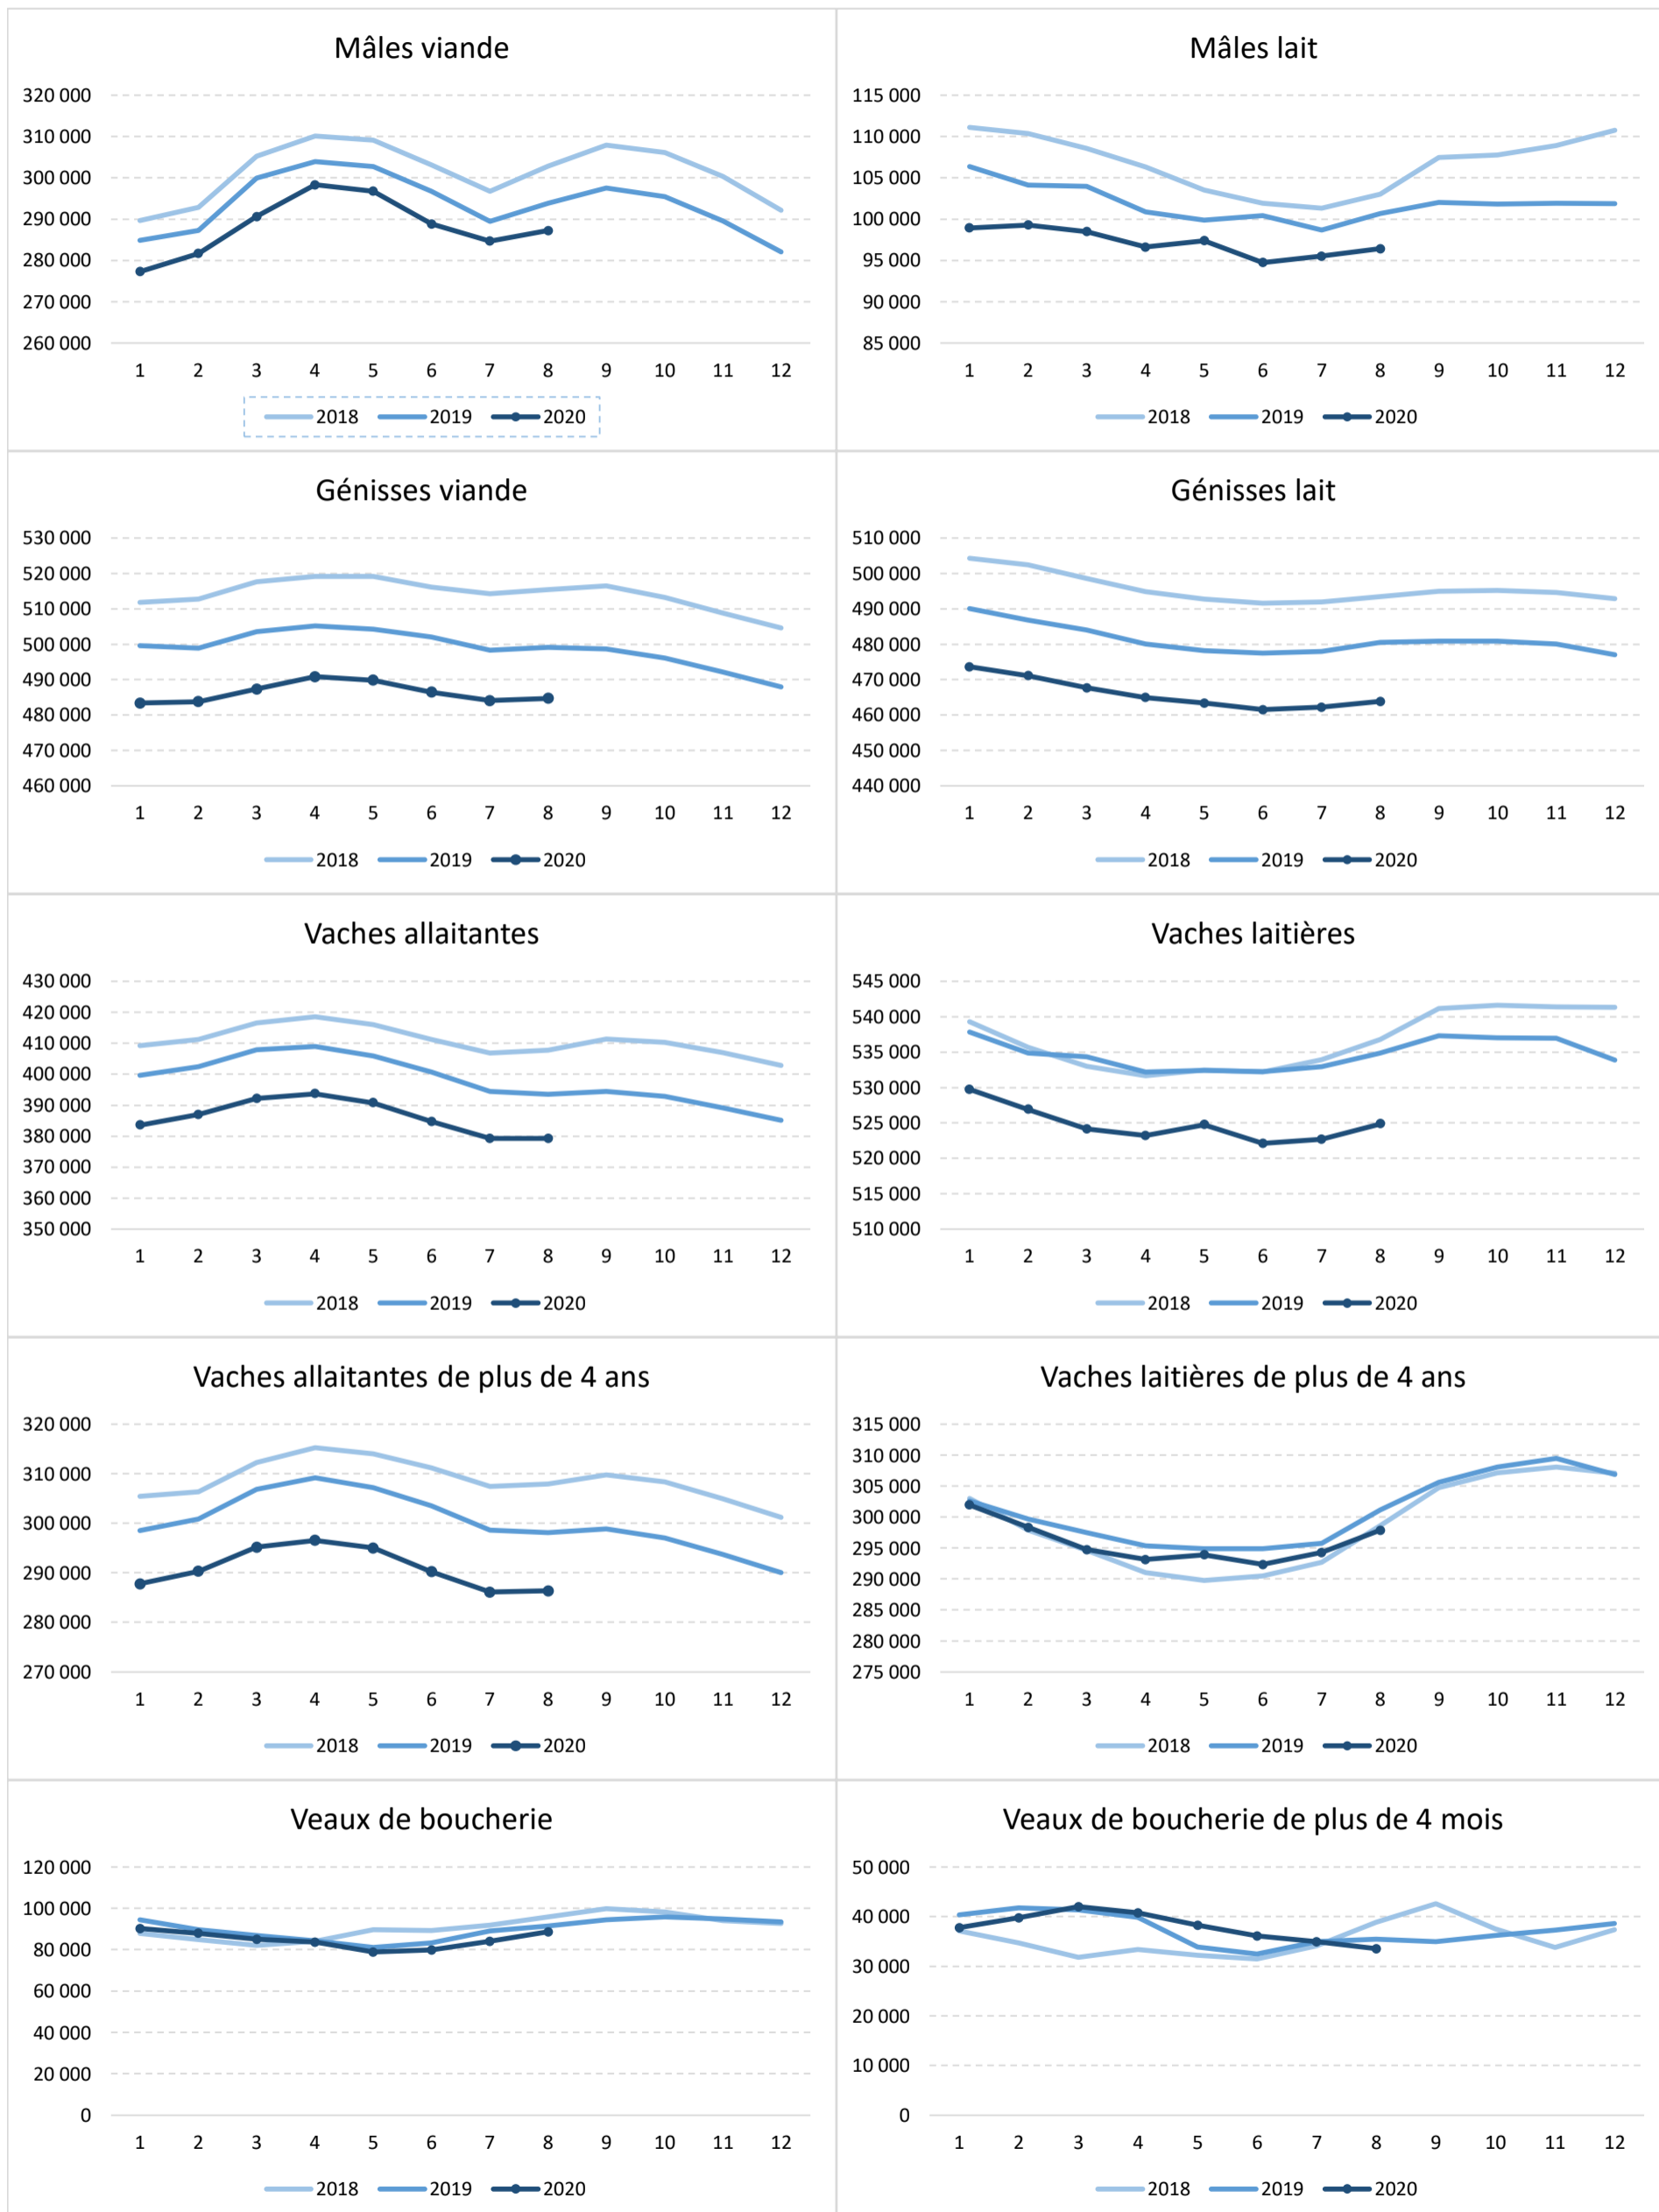 Mâles viande
320 000
310 000
300 000
290 000
280 000
270 000
260 000
1 2 3 4 5 6 7 8 9 10 11 12
2018 2019 2020
Mâles lait
115 000
110 000
105 000
100 000
95 000
90 000
85 000
1 2 3 4 5 6 7 8 9 10 11 12
2018 2019 2020
Génisses viande
530 000
520 000
510 000
500 000
490 000
480 000
470 000
460 000
1 2 3 4 5 6 7 8 9 10 11 12
2018 2019 2020
Génisses lait
510 000
500 000
490 000
480 000
470 000
460 000
450 000
440 000
1 2 3 4 5 6 7 8 9 10 11 12
2018 2019 2020
Vaches allaitantes
430 000
420 000
410 000
400 000
390 000
380 000
370 000
360 000
350 000
1 2 3 4 5 6 7 8 9 10 11 12
2018 2019 2020
Vaches laitières
545 000
540 000
535 000
530 000
525 000
520 000
515 000
510 000
1 2 3 4 5 6 7 8 9 10 11 12
2018 2019 2020
Vaches allaitantes de plus de 4 ans
320 000
310 000
300 000
290 000
280 000
270 000
1 2 3 4 5 6 7 8 9 10 11 12
2018 2019 2020
Vaches laitières de plus de 4 ans
315 000
310 000
305 000
300 000
295 000
290 000
285 000
280 000
275 000
1 2 3 4 5 6 7 8 9 10 11 12
2018 2019 2020
Veaux de boucherie
120 000
100 000
80 000
60 000
40 000
20 000
0
1 2 3 4 5 6 7 8 9 10 11 12
2018 2019 2020
Veaux de boucherie de plus de 4 mois
50 000
40 000
30 000
20 000
10 000
0
1 2 3 4 5 6 7 8 9 10 11 12
2018 2019 2020